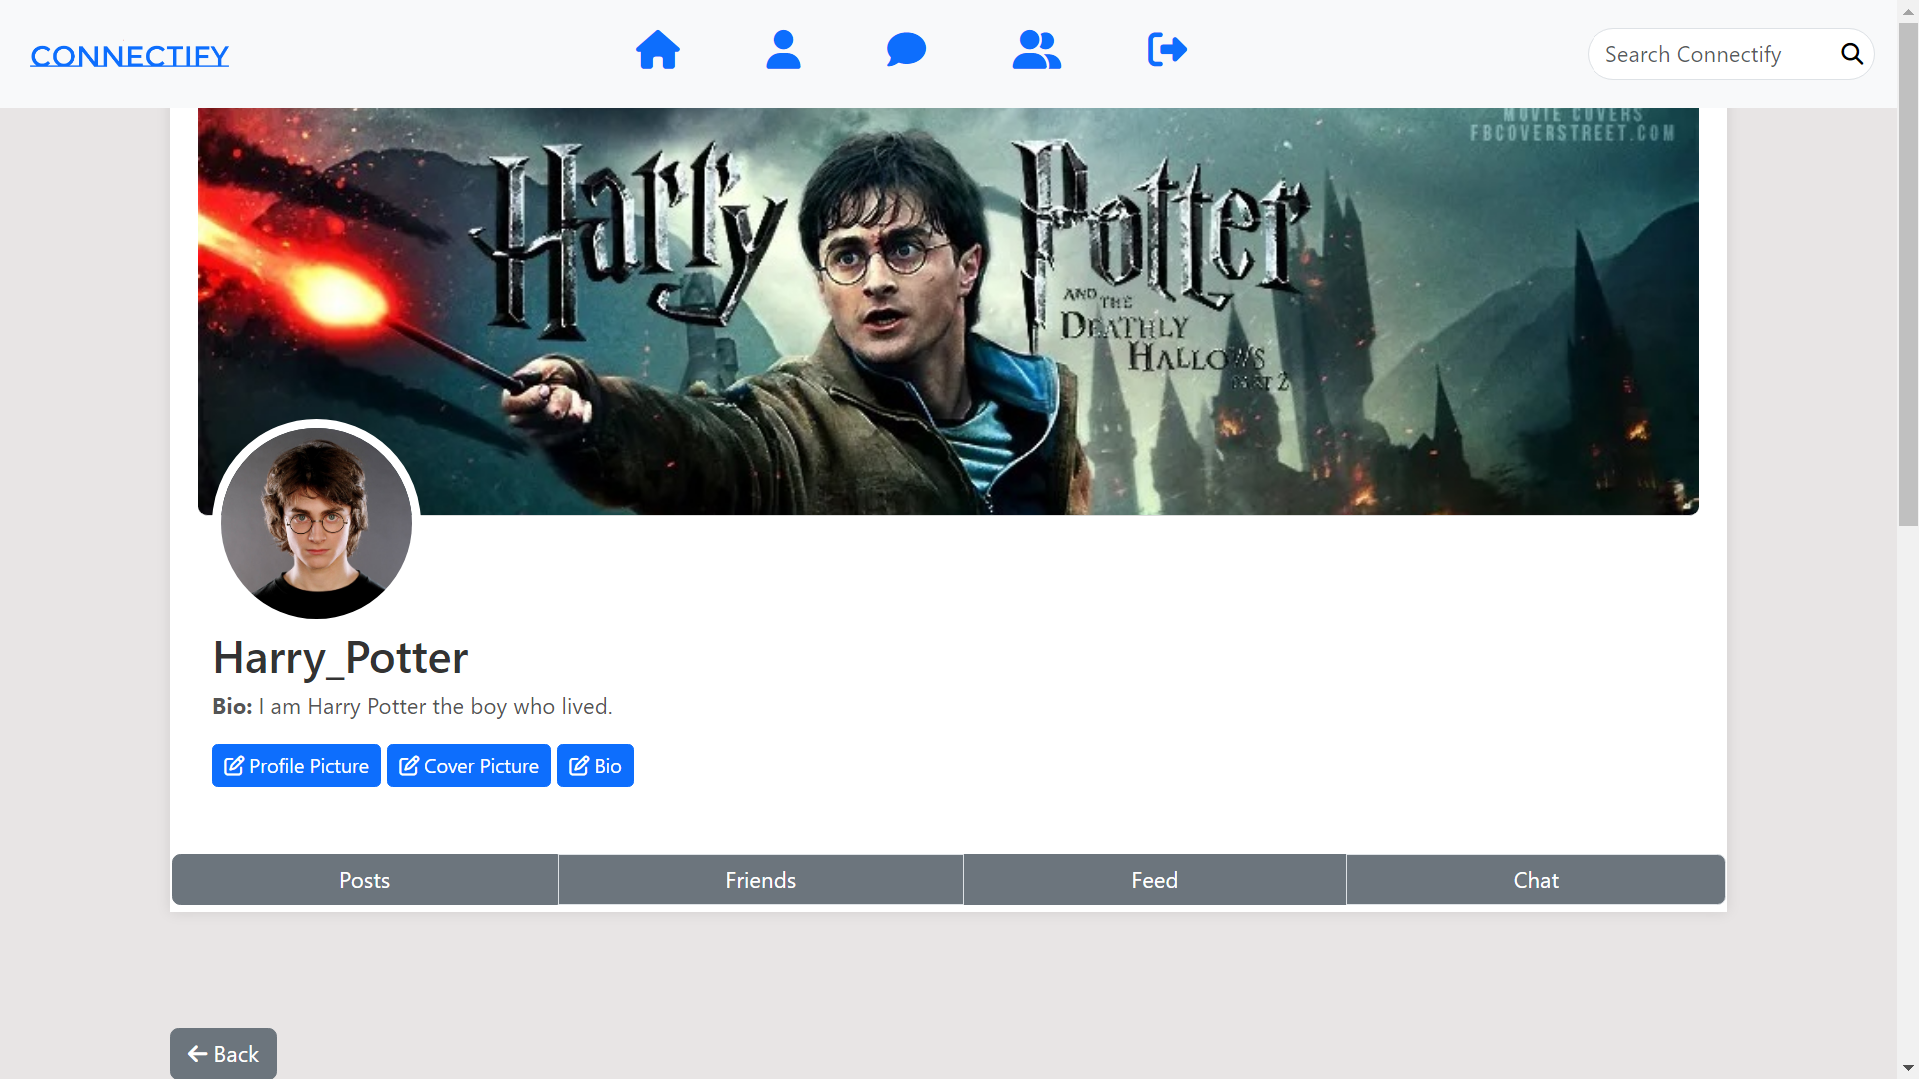 CONNECTIFY
Search Connectify
MOVIE COVERS
FBCOVERSTREET.COM
Harry Potter
AND THE
DEATHLY
HALLOWS
PART 2
Harry_Potter
Bio: I am Harry Potter the boy who lived.
Profile Picture Cover Picture Bio
Posts Friends Feed Chat
Back